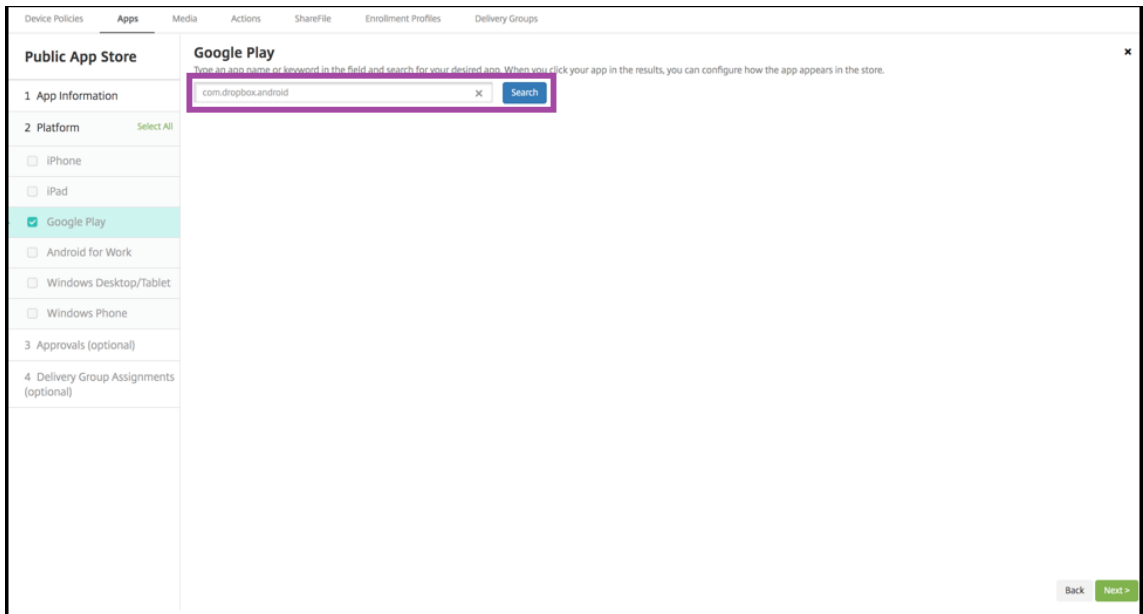 Device Policies Apps Media Actions ShareFile Enrollment Profiles Delivery Groups
Public App Store
1 App Information
2 Platform Select All
iPhone
iPad
Google Play
Android for Work
Windows Desktop/Tablet
Windows Phone
3 Approvals (optional)
4 Delivery Group Assignments
(optional)
Google Play
Type an app name or keyword in the field and search for your desired app. When you click your app in the results, you can configure how the app appears in the store.
com.dropbox.android Search
Back Next >